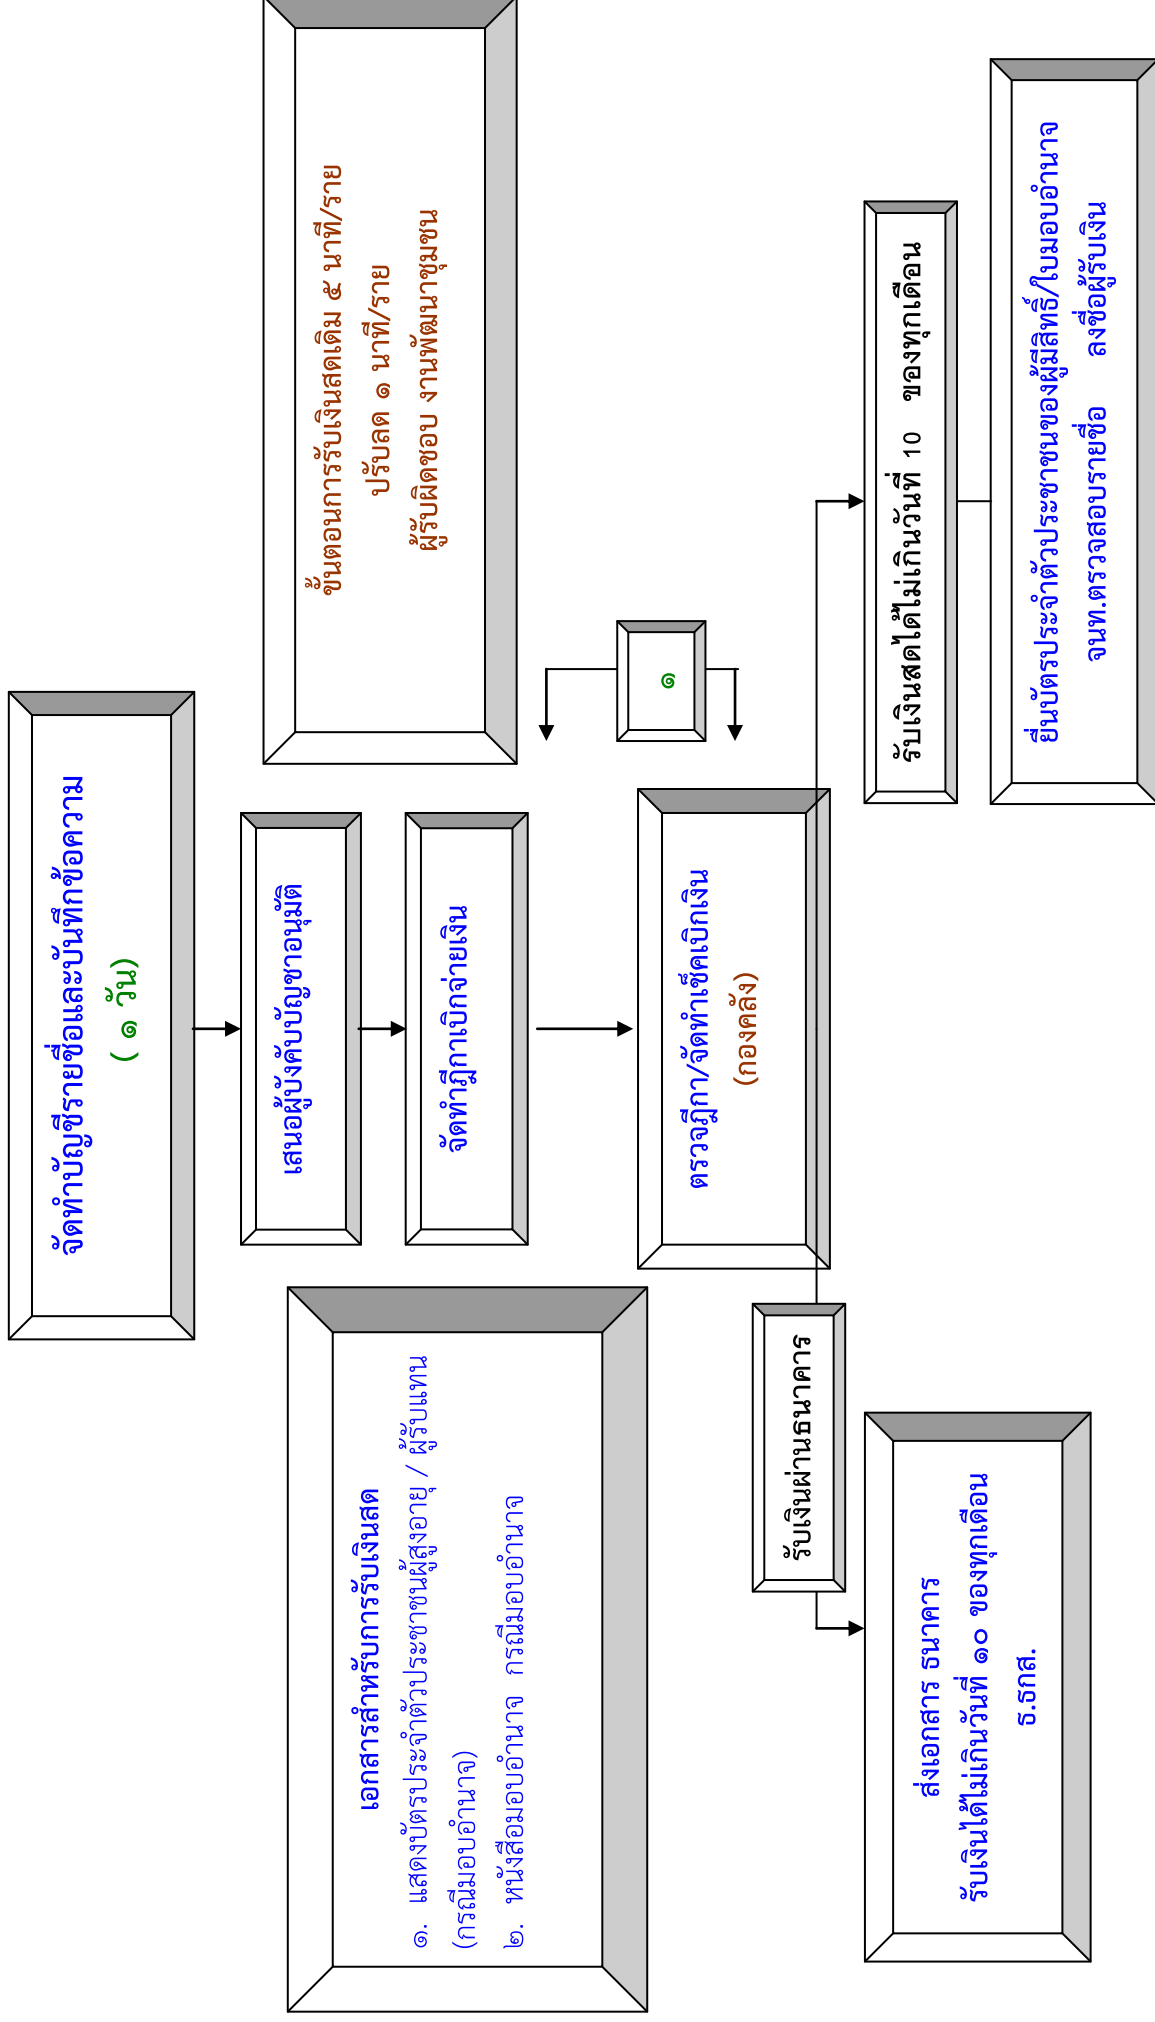 จัดทำบัญชีรายชื่อและบันทึกข้อความ
( ๑ วัน)
เสนอผู้บังคับบัญชาอนุมัติ
จัดทำฎีกาเบิกจ่ายเงิน
ขั้นตอนการรับเงินสดเดิม ๕ นาที/ราย
ปรับลด ๑ นาที/ราย
ผู้รับผิดชอบ งานพัฒนาชุมชน
เอกสารสำหรับการรับเงินสด
๑. แสดงบัตรประจำตัวประชาชนผู้สูงอายุ / ผู้รับแทน
(กรณีมอบอำนาจ)
๒. หนังสือมอบอำนาจ กรณีมอบอำนาจ
ตรวจฎีกา/จัดทำเช็คเบิกเงิน
(กองคลัง)
๑
รับเงินผ่านธนาคาร
รับเงินสดได้ไม่เกินวันที่ 10 ของทุกเดือน
ส่งเอกสาร ธนาคาร
รับเงินได้ไม่เกินวันที่ ๑๐ ของทุกเดือน
ธ.ธกส.
ยื่นบัตรประจำตัวประชาชนของผู้มีสิทธิ์/ใบมอบอำนาจ
จนท.ตรวจสอบรายชื่อ ลงชื่อผู้รับเงิน